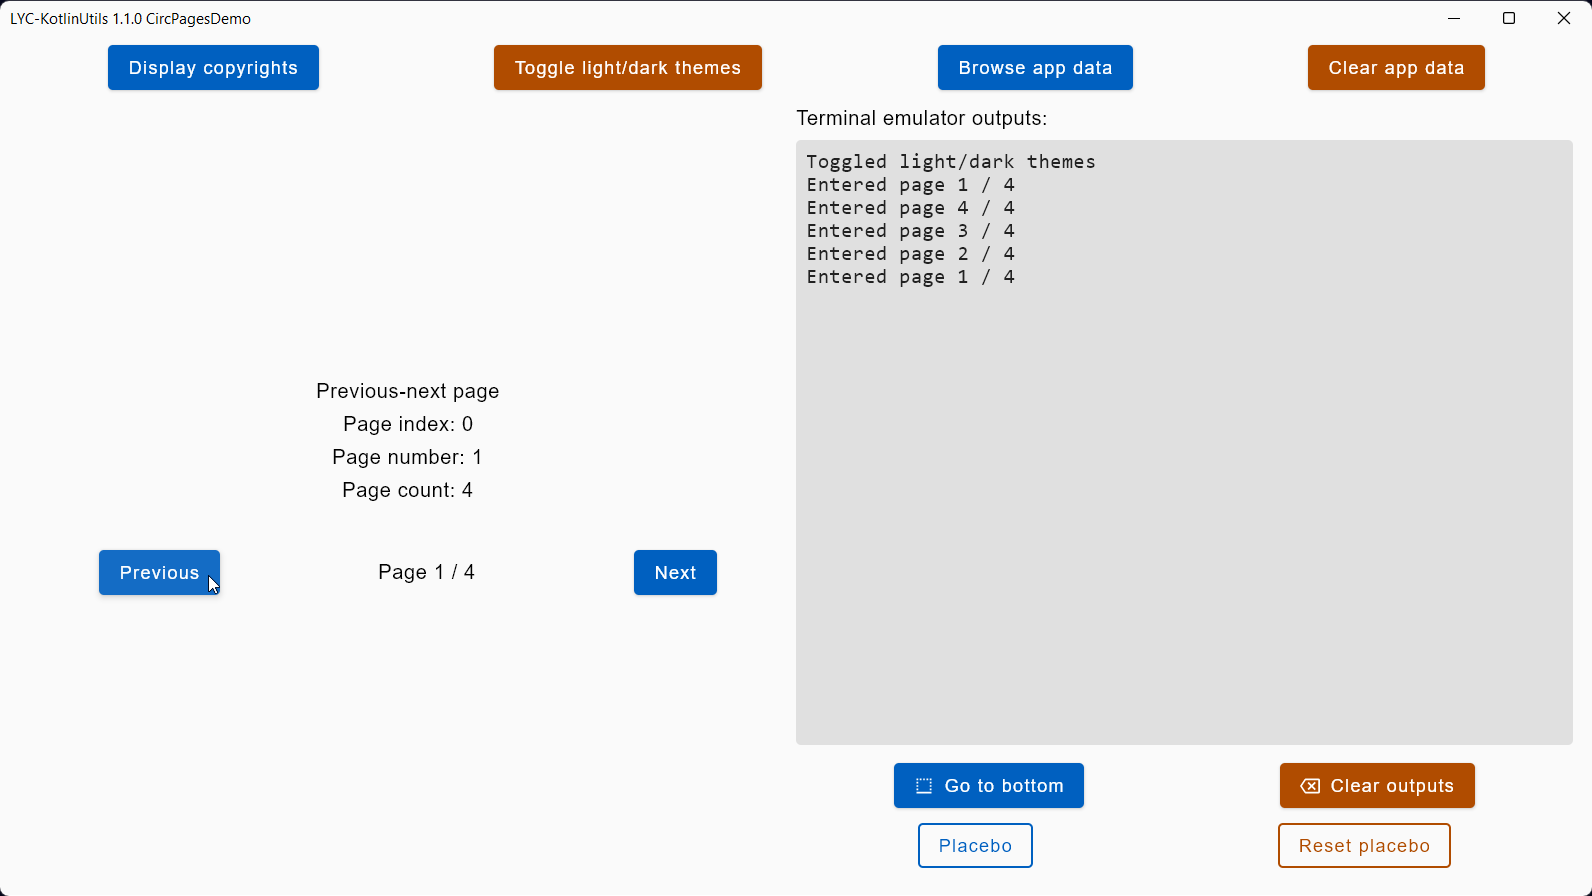 LYC-KotlinUtils 1.1.0 CircPagesDemo
Display copyrights
Toggle light/dark themes
Browse app data
Clear app data
Terminal emulator outputs:
Toggled light/dark themes
Entered page 1 / 4
Entered page 4 / 4
Entered page 3 / 4
Entered page 2 / 4
Entered page 1 / 4
Previous-next page
Page index: 0
Page number: 1
Page count: 4
Previous
Page 1 / 4
Next
Go to bottom
Clear outputs
Placebo
Reset placebo